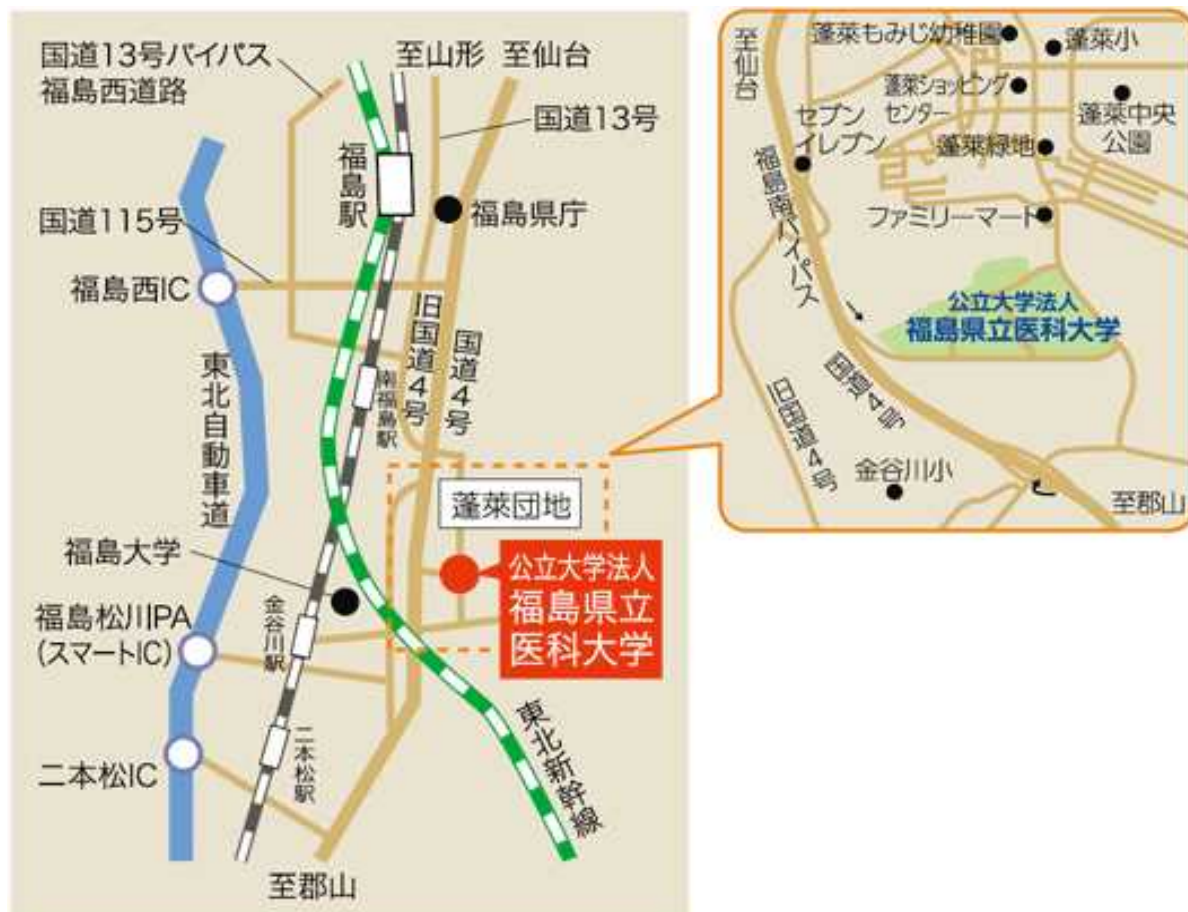 国道13号バイパス
福島西道路
至山形
至仙台
国道13号
福島駅
福島県庁
国道115号
福島西IC
旧国道4号
国道4号
南福島駅
東北自動車道
蓬莱団地
福島大学
公立大学法人
福島県立
医科大学
福島松川PA
(スマートIC)
金谷川駅
二本松IC
二本松駅
東北新幹線
至郡山
至仙台
蓬莱もみじ幼稚園
蓬莱小
蓬莱ショッピング
センター
蓬莱中央
公園
セブン
イレブン
蓬莱緑地
福島南バイパス
ファミリーマート
公立大学法人
福島県立医科大学
国道4号
旧国道4号
金谷川小
至郡山